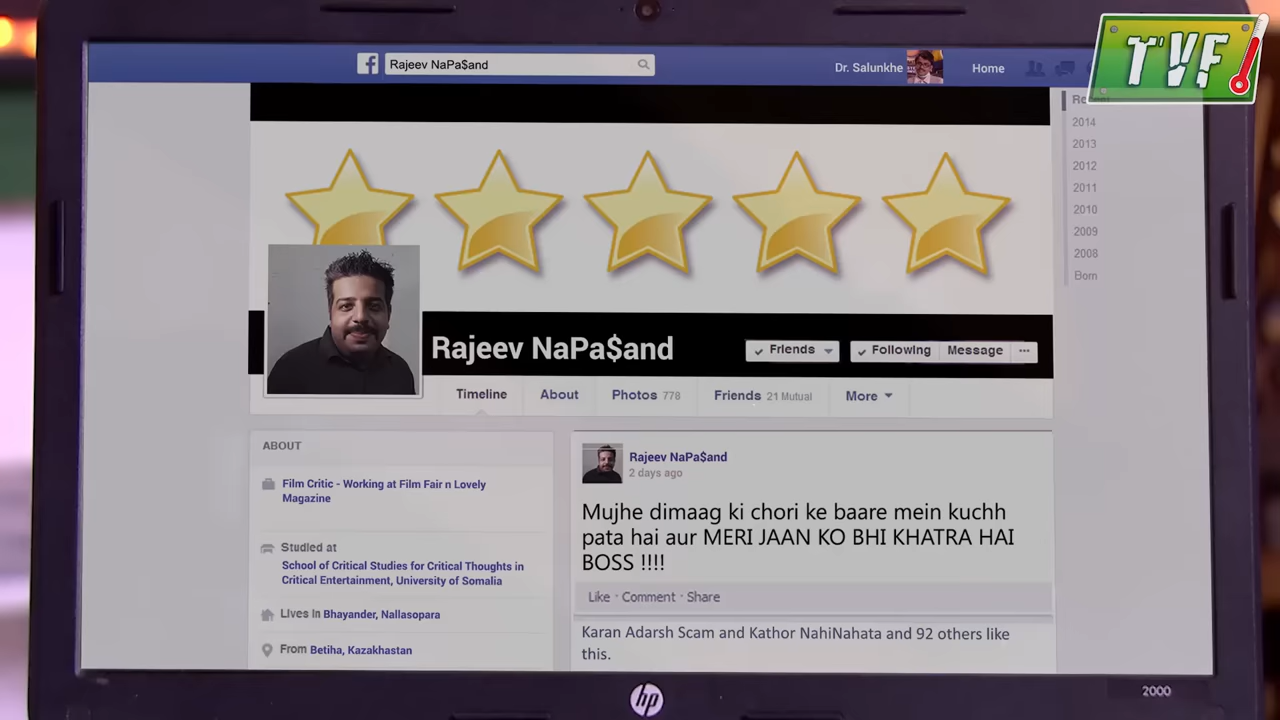 TVF
f Rajeev NaPa$and
Dr. Salunkhe Home
2014
2013
2012
2011
2010
2009
2008
Born
Rajeev NaPa$and
Friends Following Message ...
Timeline About Photos 778 Friends 21 Mutual More
ABOUT
Film Critic - Working at Film Fair n Lovely
Magazine
Studied at
School of Critical Studies for Critical Thoughts in
Critical Entertainment, University of Somalia
Lives in Bhayander, Nallasopara
From Betiha, Kazakhastan
Rajeev NaPa$and
2 days ago
Mujhe dimaag ki chori ke baare mein kuchh
pata hai aur MERI JAAN KO BHI KHATRA HAI
BOSS !!!!
Like · Comment · Share
Karan Adarsh Scam and Kathor NahiNahata and 92 others like
this.
hp
2000